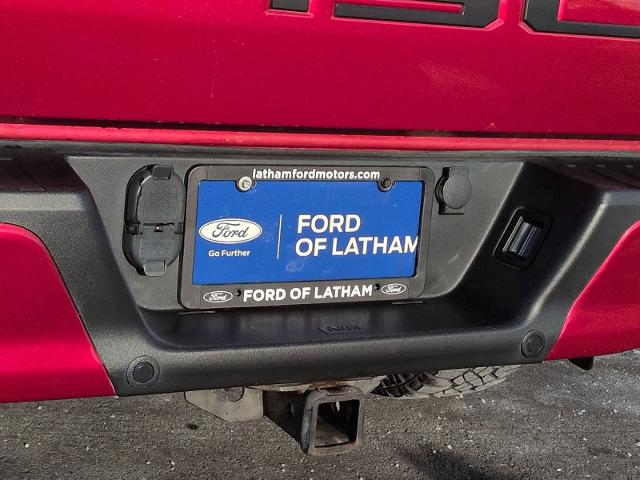 lathamfordmotors.com
Ford
Go Further
FORD
OF LATHAM
Ford FORD OF LATHAM Ford